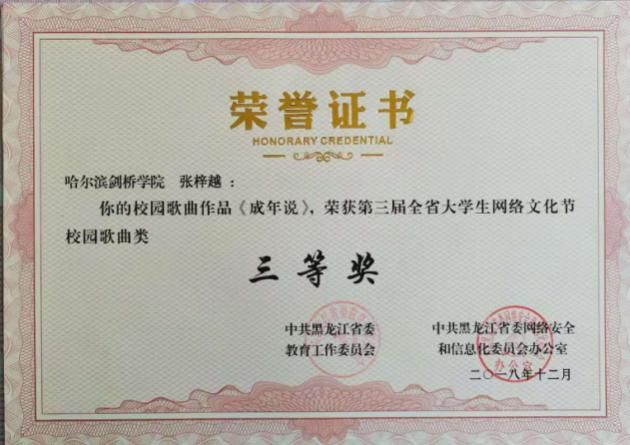 荣誉证书
HONORARY CREDENTIAL
哈尔滨剑桥学院 张梓越：
你的校园歌曲作品《成年说》，荣获第三届全省大学生网络文化节
校园歌曲类
三等奖
中共黑龙江省委
教育工作委员会
中共黑龙江省委网络安全
和信息化委员会办公室
办公室
二〇一八年十二月